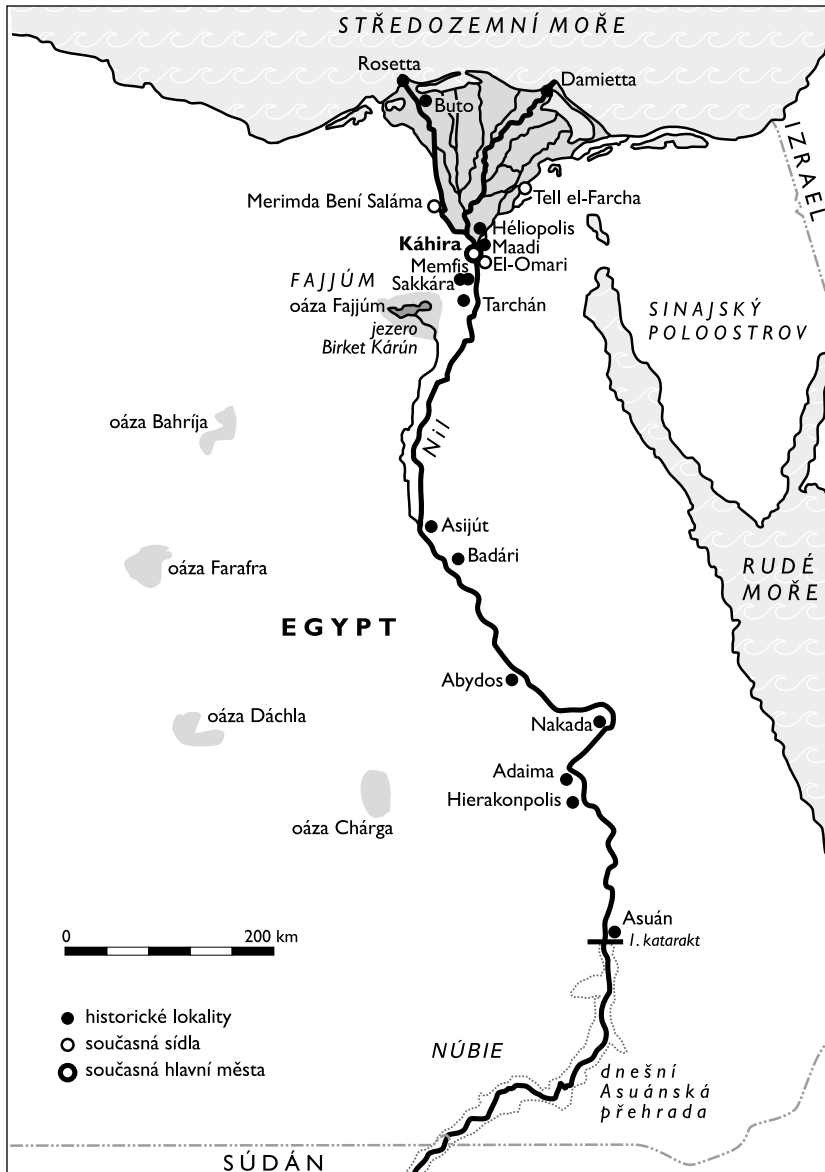 STŘEDOZEMNÍ MOŘE
Rosetta
Damietta
Buto
IZRAEL
Merimda Bení Saláma
Tell el-Farcha
Héliopolis
Káhira
Maadi
El-Omari
Memfis
FAJJÚM
Sakkára
oáza Fajjúm
Tarchán
jezero
Birket Kárún
SINAJSKÝ
POLOOSTROV
oáza Bahríja
Nil
Asijút
Badári
oáza Farafra
RUDÉ
MOŘE
EGYPT
Abydos
oáza Dáchla
Nakada
Adaima
Hierakonpolis
oáza Chárga
Asuán
1. katarakt
0 200 km
historické lokality
současná sídla
současná hlavní města
NÚBIE
dnešní
Asuánská
přehrada
SÚDÁN